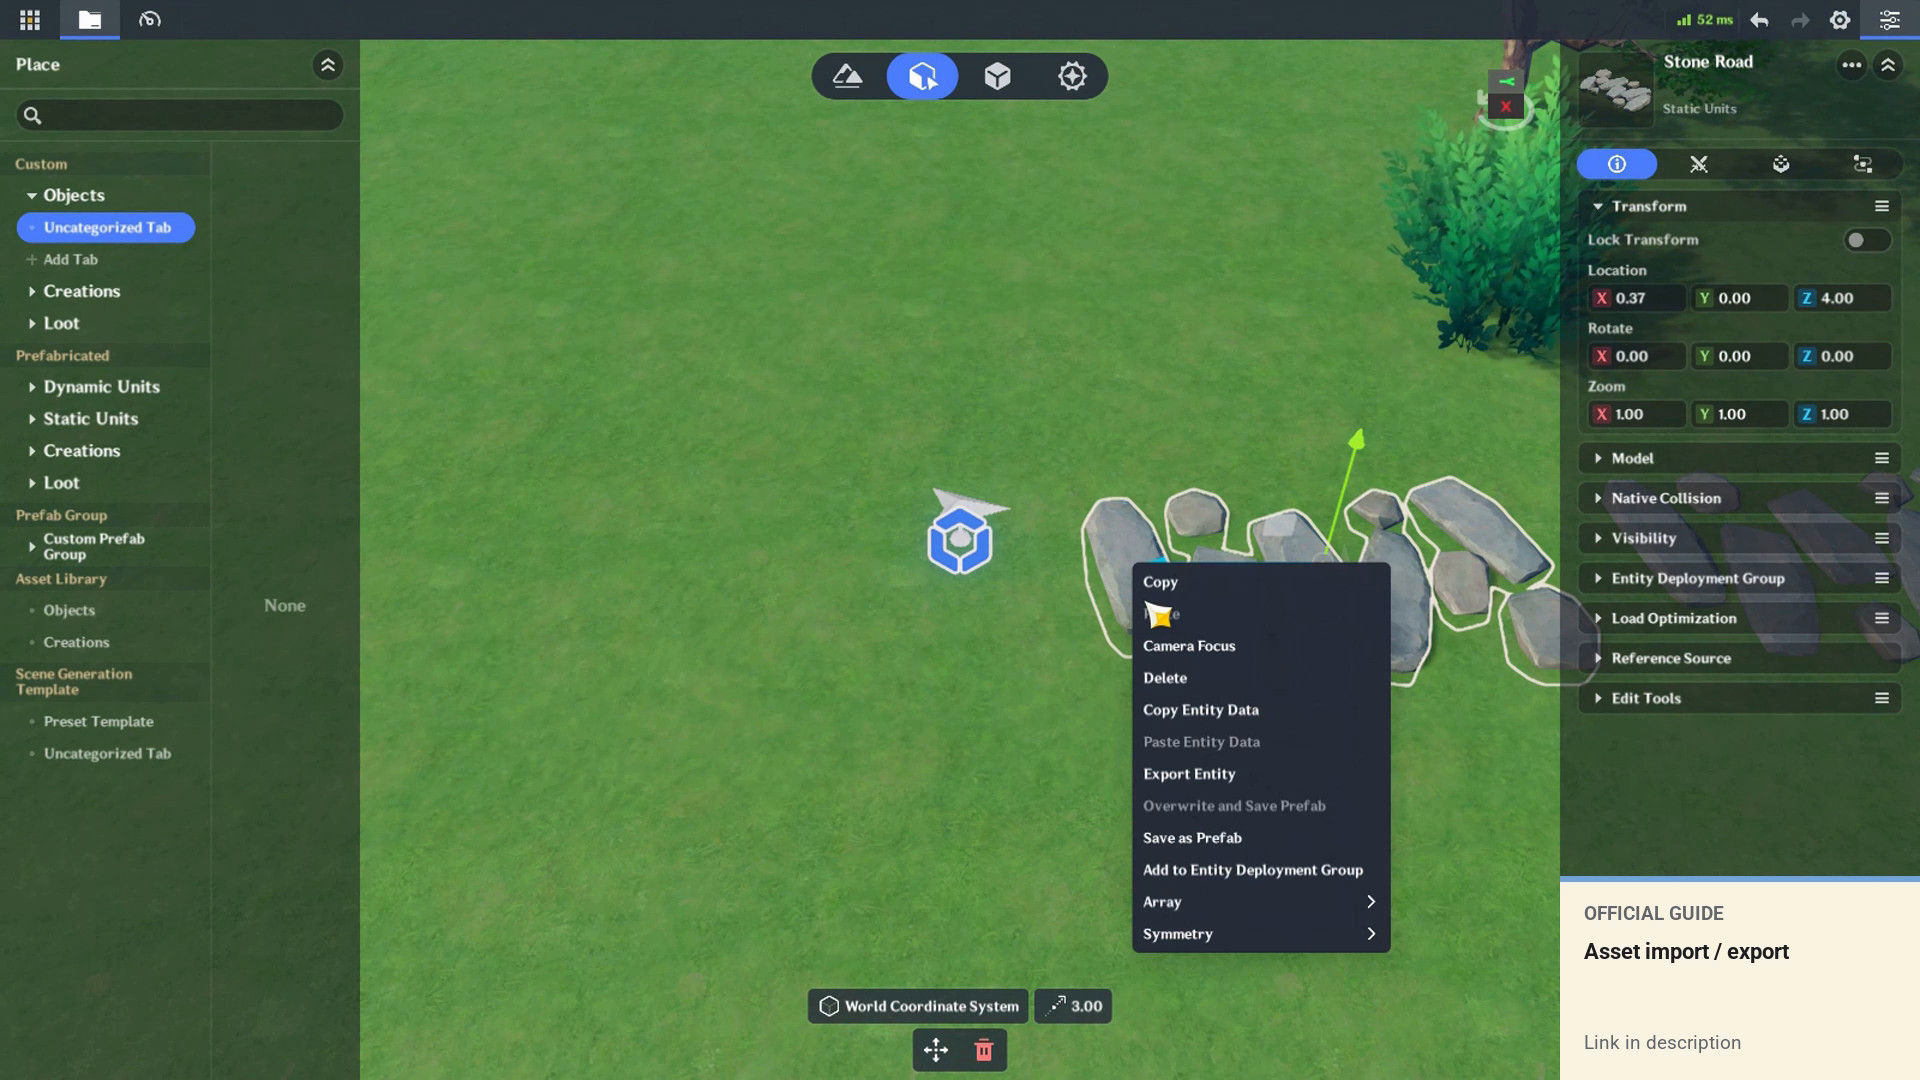 52 ms
Place
Custom
Objects
Uncategorized Tab
Add Tab
Creations
Loot
Prefabricated
Dynamic Units
Static Units
Creations
Loot
Prefab Group
Custom Prefab
Group
Asset Library
Objects
Creations
Scene Generation
Template
Preset Template
Uncategorized Tab
None
X
Copy
Camera Focus
Delete
Copy Entity Data
Paste Entity Data
Export Entity
Overwrite and Save Prefab
Save as Prefab
Add to Entity Deployment Group
Array
Symmetry
World Coordinate System
3.00
Stone Road
Static Units
Transform
Lock Transform
Location
X 0.37 Y 0.00 Z 4.00
Rotate
X 0.00 Y 0.00 Z 0.00
Zoom
X 1.00 Y 1.00 Z 1.00
Model
Native Collision
Visibility
Entity Deployment Group
Load Optimization
Reference Source
Edit Tools
OFFICIAL GUIDE
Asset import / export
Link in description